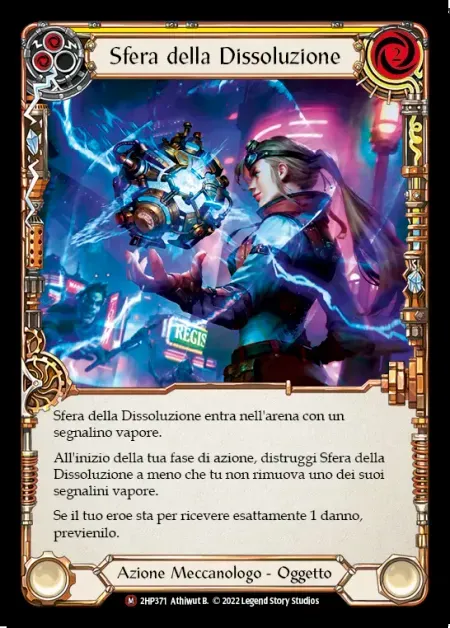 Sfera della Dissoluzione
2
REGIS
Sfera della Dissoluzione entra nell'arena con un
segnalino vapore.
All'inizio della tua fase di azione, distruggi Sfera della
Dissoluzione a meno che tu non rimuova uno dei suoi
segnalini vapore.
Se il tuo eroe sta per ricevere esattamente 1 danno,
previenilo.
Azione Meccanologo - Oggetto
M 2HP371 Athiwut B. © 2022 Legend Story Studios